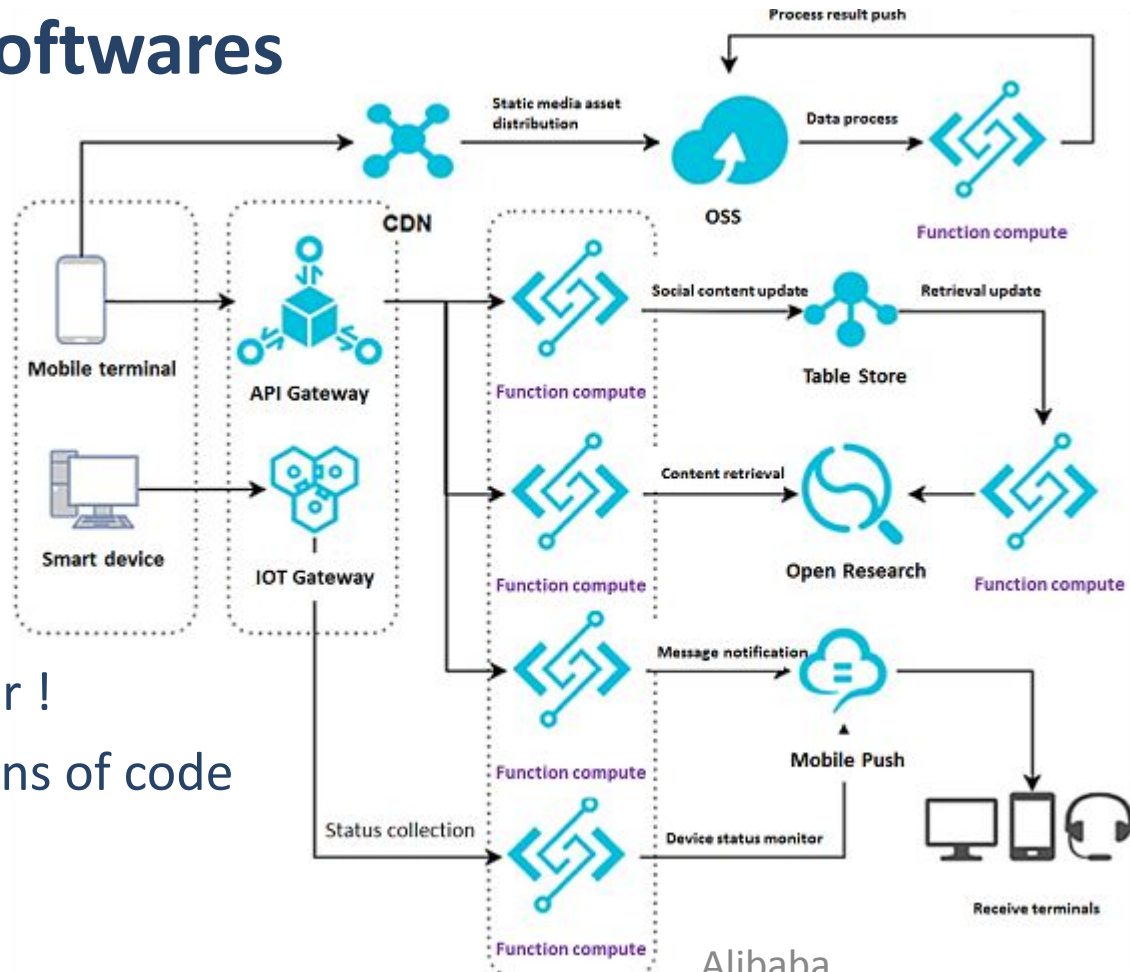 oftwares
Process result push
Static media asset
distribution
Data process
CDN
OSS
Function compute
Mobile terminal
API Gateway
Function compute
Social content update
Table Store
Retrieval update
Smart device
IOT Gateway
Function compute
Content retrieval
Open Research
Function compute
r !
ns of code
Function compute
Message notification
Mobile Push
Status collection
Device status monitor
Function compute
Receive terminals
Alibaba